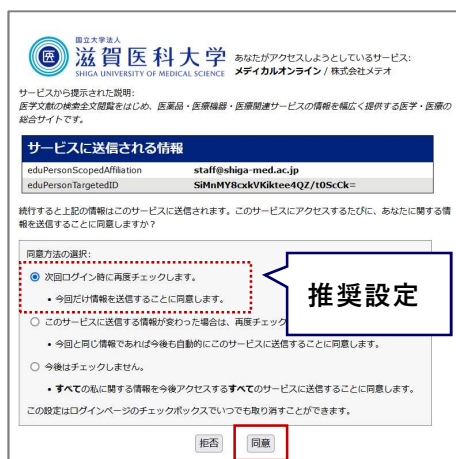 国立大学法人
滋賀医科大学
SHIGA UNIVERSITY OF MEDICAL SCIENCE
あなたがアクセスしようとしているサービス:
メディカルオンライン / 株式会社メテオ
サービスから提示された説明:
医学文献の検索全文閲覧をはじめ、医薬品・医療機器・医療関連サービスの情報を幅広く提供する医学・医療の
総合サイトです。
サービスに送信される情報
eduPersonScopedAffiliation staff@shiga-med.ac.jp
eduPersonTargetedID SiMnMY8cxkVKiktee4QZ/t0ScCk=
続行すると上記の情報はこのサービスに送信されます。このサービスにアクセスするたびに、あなたに関する情
報を送信することに同意しますか？
同意方法の選択:
次回ログイン時に再度チェックします。
• 今回だけ情報を送信することに同意します。
推奨設定
このサービスに送信する情報が変わった場合は、再度チェック
• 今回と同じ情報であれば今後も自動的にこのサービスに送信することに同意します。
今後はチェックしません。
• すべての私に関する情報を今後アクセスするすべてのサービスに送信することに同意します。
この設定はログインページのチェックボックスでいつでも取り消すことができます。
拒否 同意